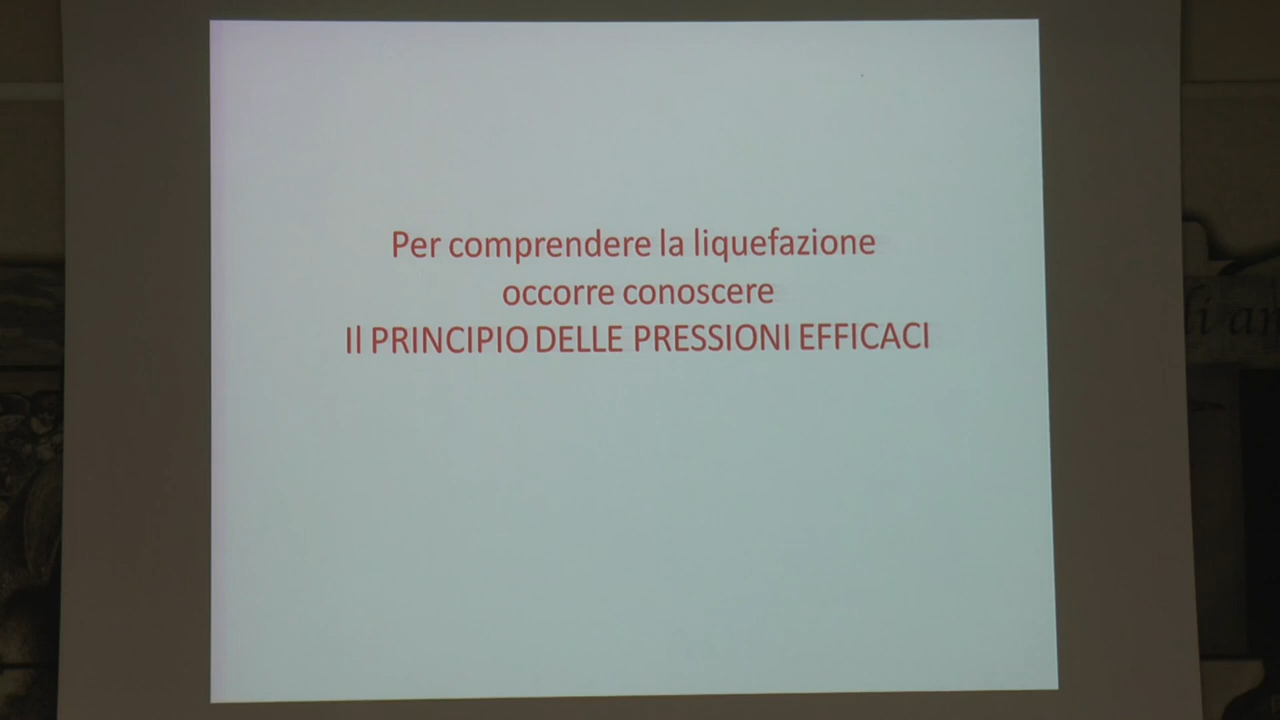 Per comprendere la liquefazione
occorre conoscere
Il PRINCIPIO DELLE PRESSIONI EFFICACI